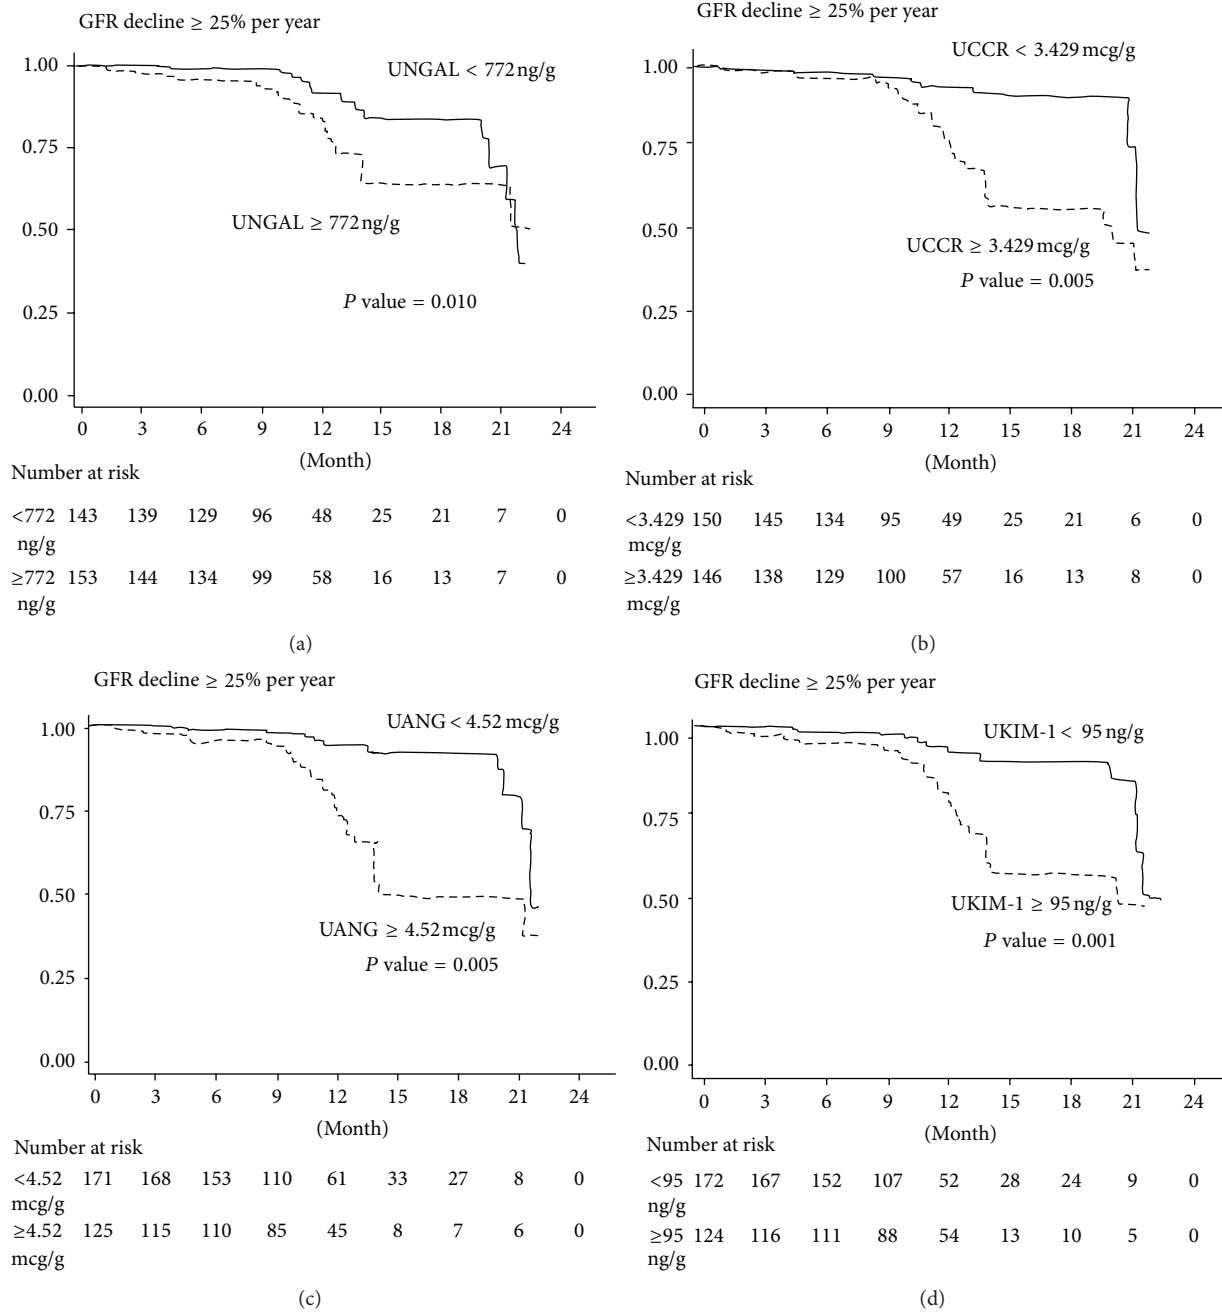 GFR decline ≥ 25% per year
1.00
0.75
0.50
0.25
0.00
UNGAL < 772 ng/g
UNGAL ≥ 772 ng/g
P value = 0.010
0 3 6 9 12 15 18 21 24
(Month)
Number at risk
<772 143 139 129 96 48 25 21 7 0
ng/g
≥772 153 144 134 99 58 16 13 7 0
ng/g
(a)
GFR decline ≥ 25% per year
1.00
0.75
0.50
0.25
0.00
UCCR < 3.429 mcg/g
UCCR ≥ 3.429 mcg/g
P value = 0.005
0 3 6 9 12 15 18 21 24
(Month)
Number at risk
<3.429 150 145 134 95 49 25 21 6 0
mcg/g
≥3.429 146 138 129 100 57 16 13 8 0
mcg/g
(b)
GFR decline ≥ 25% per year
1.00
0.75
0.50
0.25
0.00
UANG < 4.52 mcg/g
UANG ≥ 4.52 mcg/g
P value = 0.005
0 3 6 9 12 15 18 21 24
(Month)
Number at risk
<4.52 171 168 153 110 61 33 27 8 0
mcg/g
≥4.52 125 115 110 85 45 8 7 6 0
mcg/g
(c)
GFR decline ≥ 25% per year
1.00
0.75
0.50
0.25
0.00
UKIM-1 < 95 ng/g
UKIM-1 ≥ 95 ng/g
P value = 0.001
0 3 6 9 12 15 18 21 24
(Month)
Number at risk
<95 172 167 152 107 52 28 24 9 0
ng/g
≥95 124 116 111 88 54 13 10 5 0
ng/g
(d)